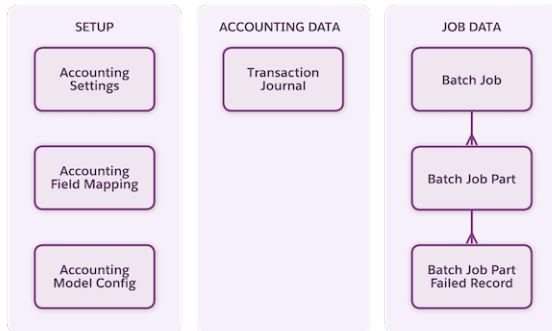 SETUP
Accounting
Settings
Accounting
Field Mapping
Accounting
Model Config
ACCOUNTING DATA
Transaction
Journal
JOB DATA
Batch Job
Batch Job Part
Batch Job Part
Failed Record